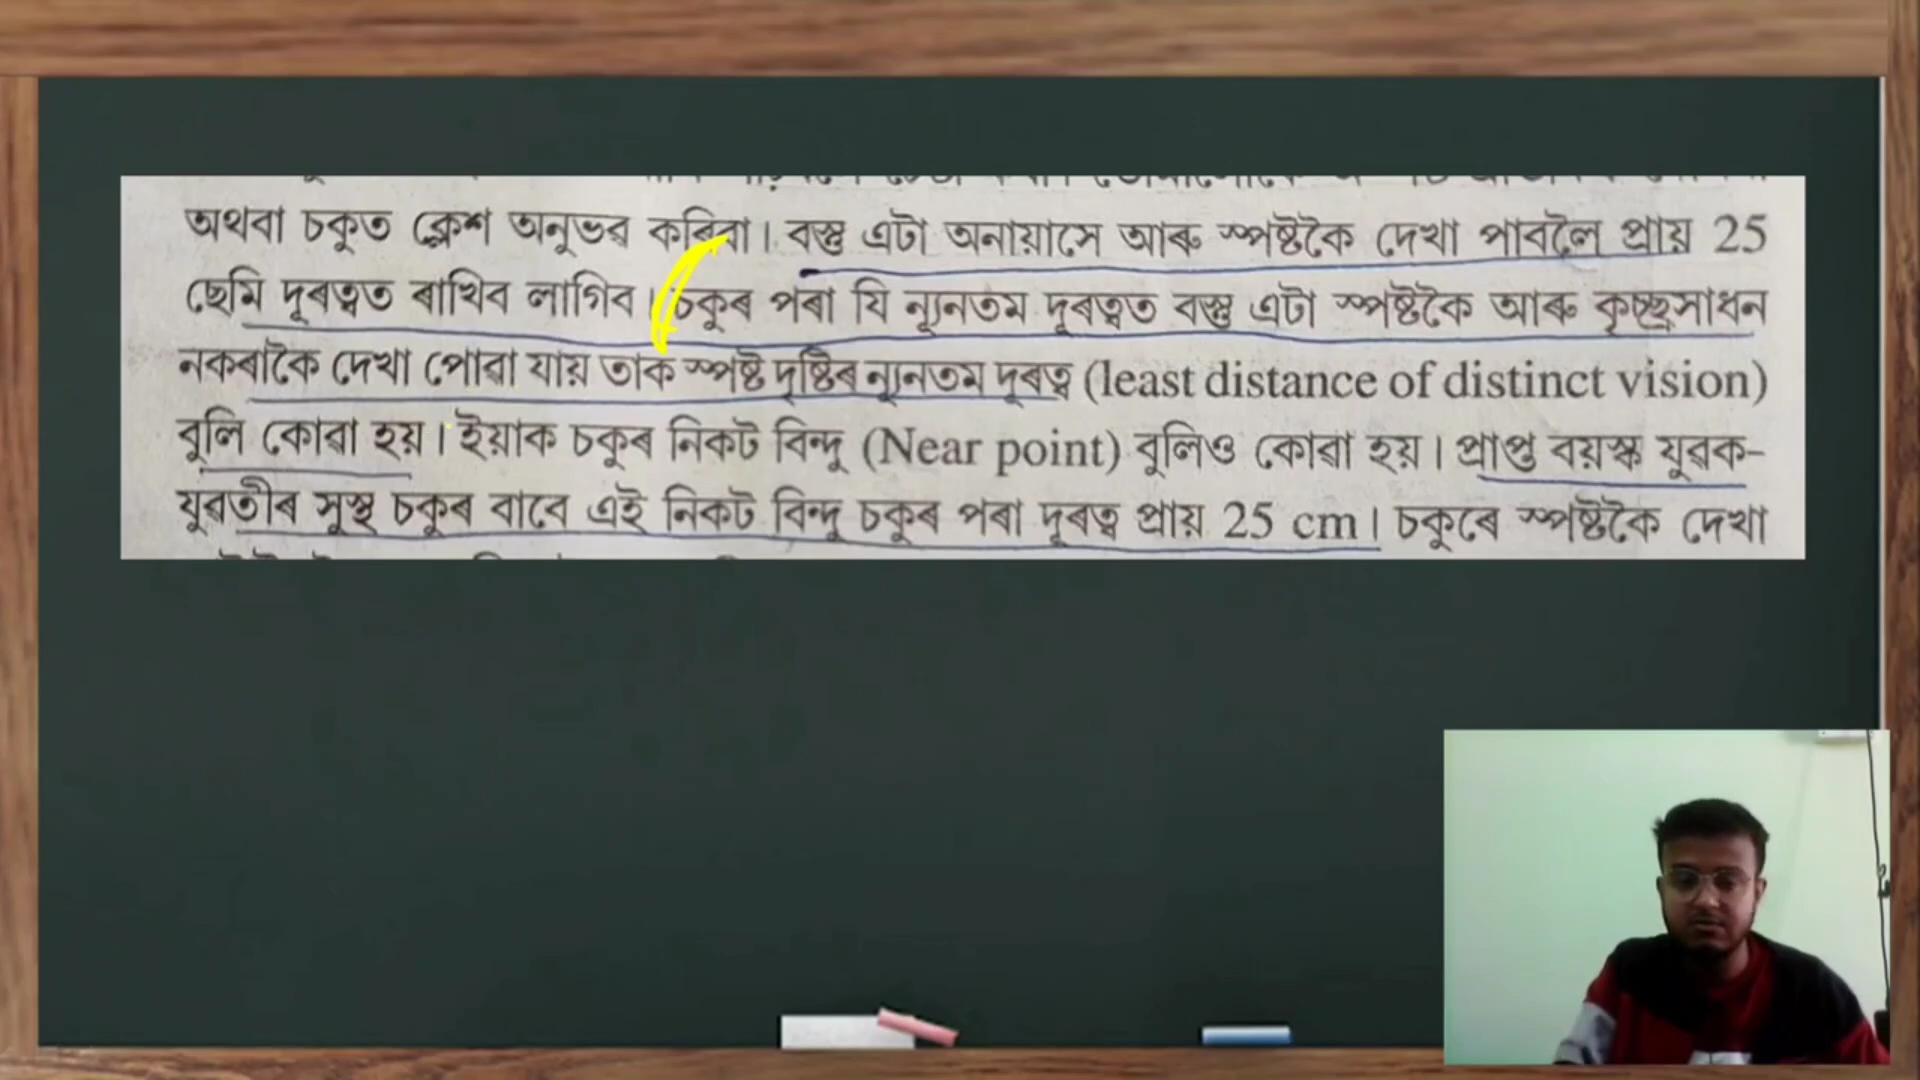 অথবা চকুত ক্লেশ অনুভৱ কৰিবা। বস্তু এটা অনায়াসে আৰু স্পষ্টকৈ দেখা পাবলৈ প্ৰায় 25
ছেমি দূৰত্বত ৰাখিব লাগিব। চকুৰ পৰা যি ন্যূনতম দূৰত্বত বস্তু এটা স্পষ্টকৈ আৰু কৃচ্ছ্ৰসাধন
নকৰাকৈ দেখা পোৱা যায় তাক স্পষ্ট দৃষ্টিৰ ন্যূনতম দূৰত্ব (least distance of distinct vision)
বুলি কোৱা হয়। ইয়াক চকুৰ নিকট বিন্দু (Near point) বুলিও কোৱা হয়। প্ৰাপ্ত বয়স্ক যুৱক-
যুৱতীৰ সুস্থ চকুৰ বাবে এই নিকট বিন্দু চকুৰ পৰা দূৰত্ব প্ৰায় 25 cm। চকুৰে স্পষ্টকৈ দেখা